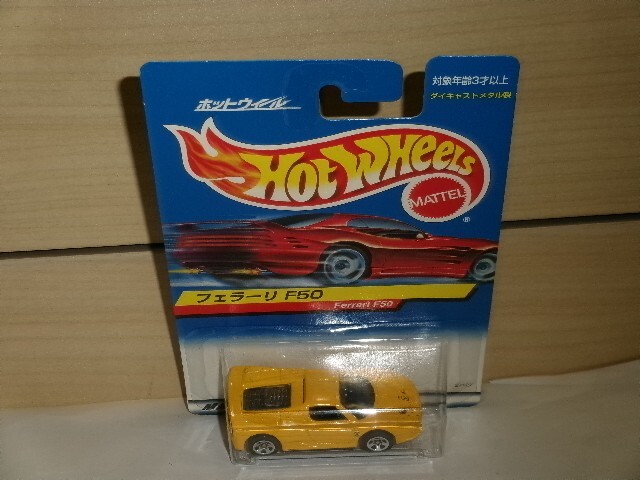 ホットウィール
対象年齢3才以上
ダイキャストメタル製
HOT WHEELS
MATTEL
®
フェラーリ F50
Ferrari F50